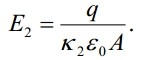 E₂ = q / (κ₂ε₀A).